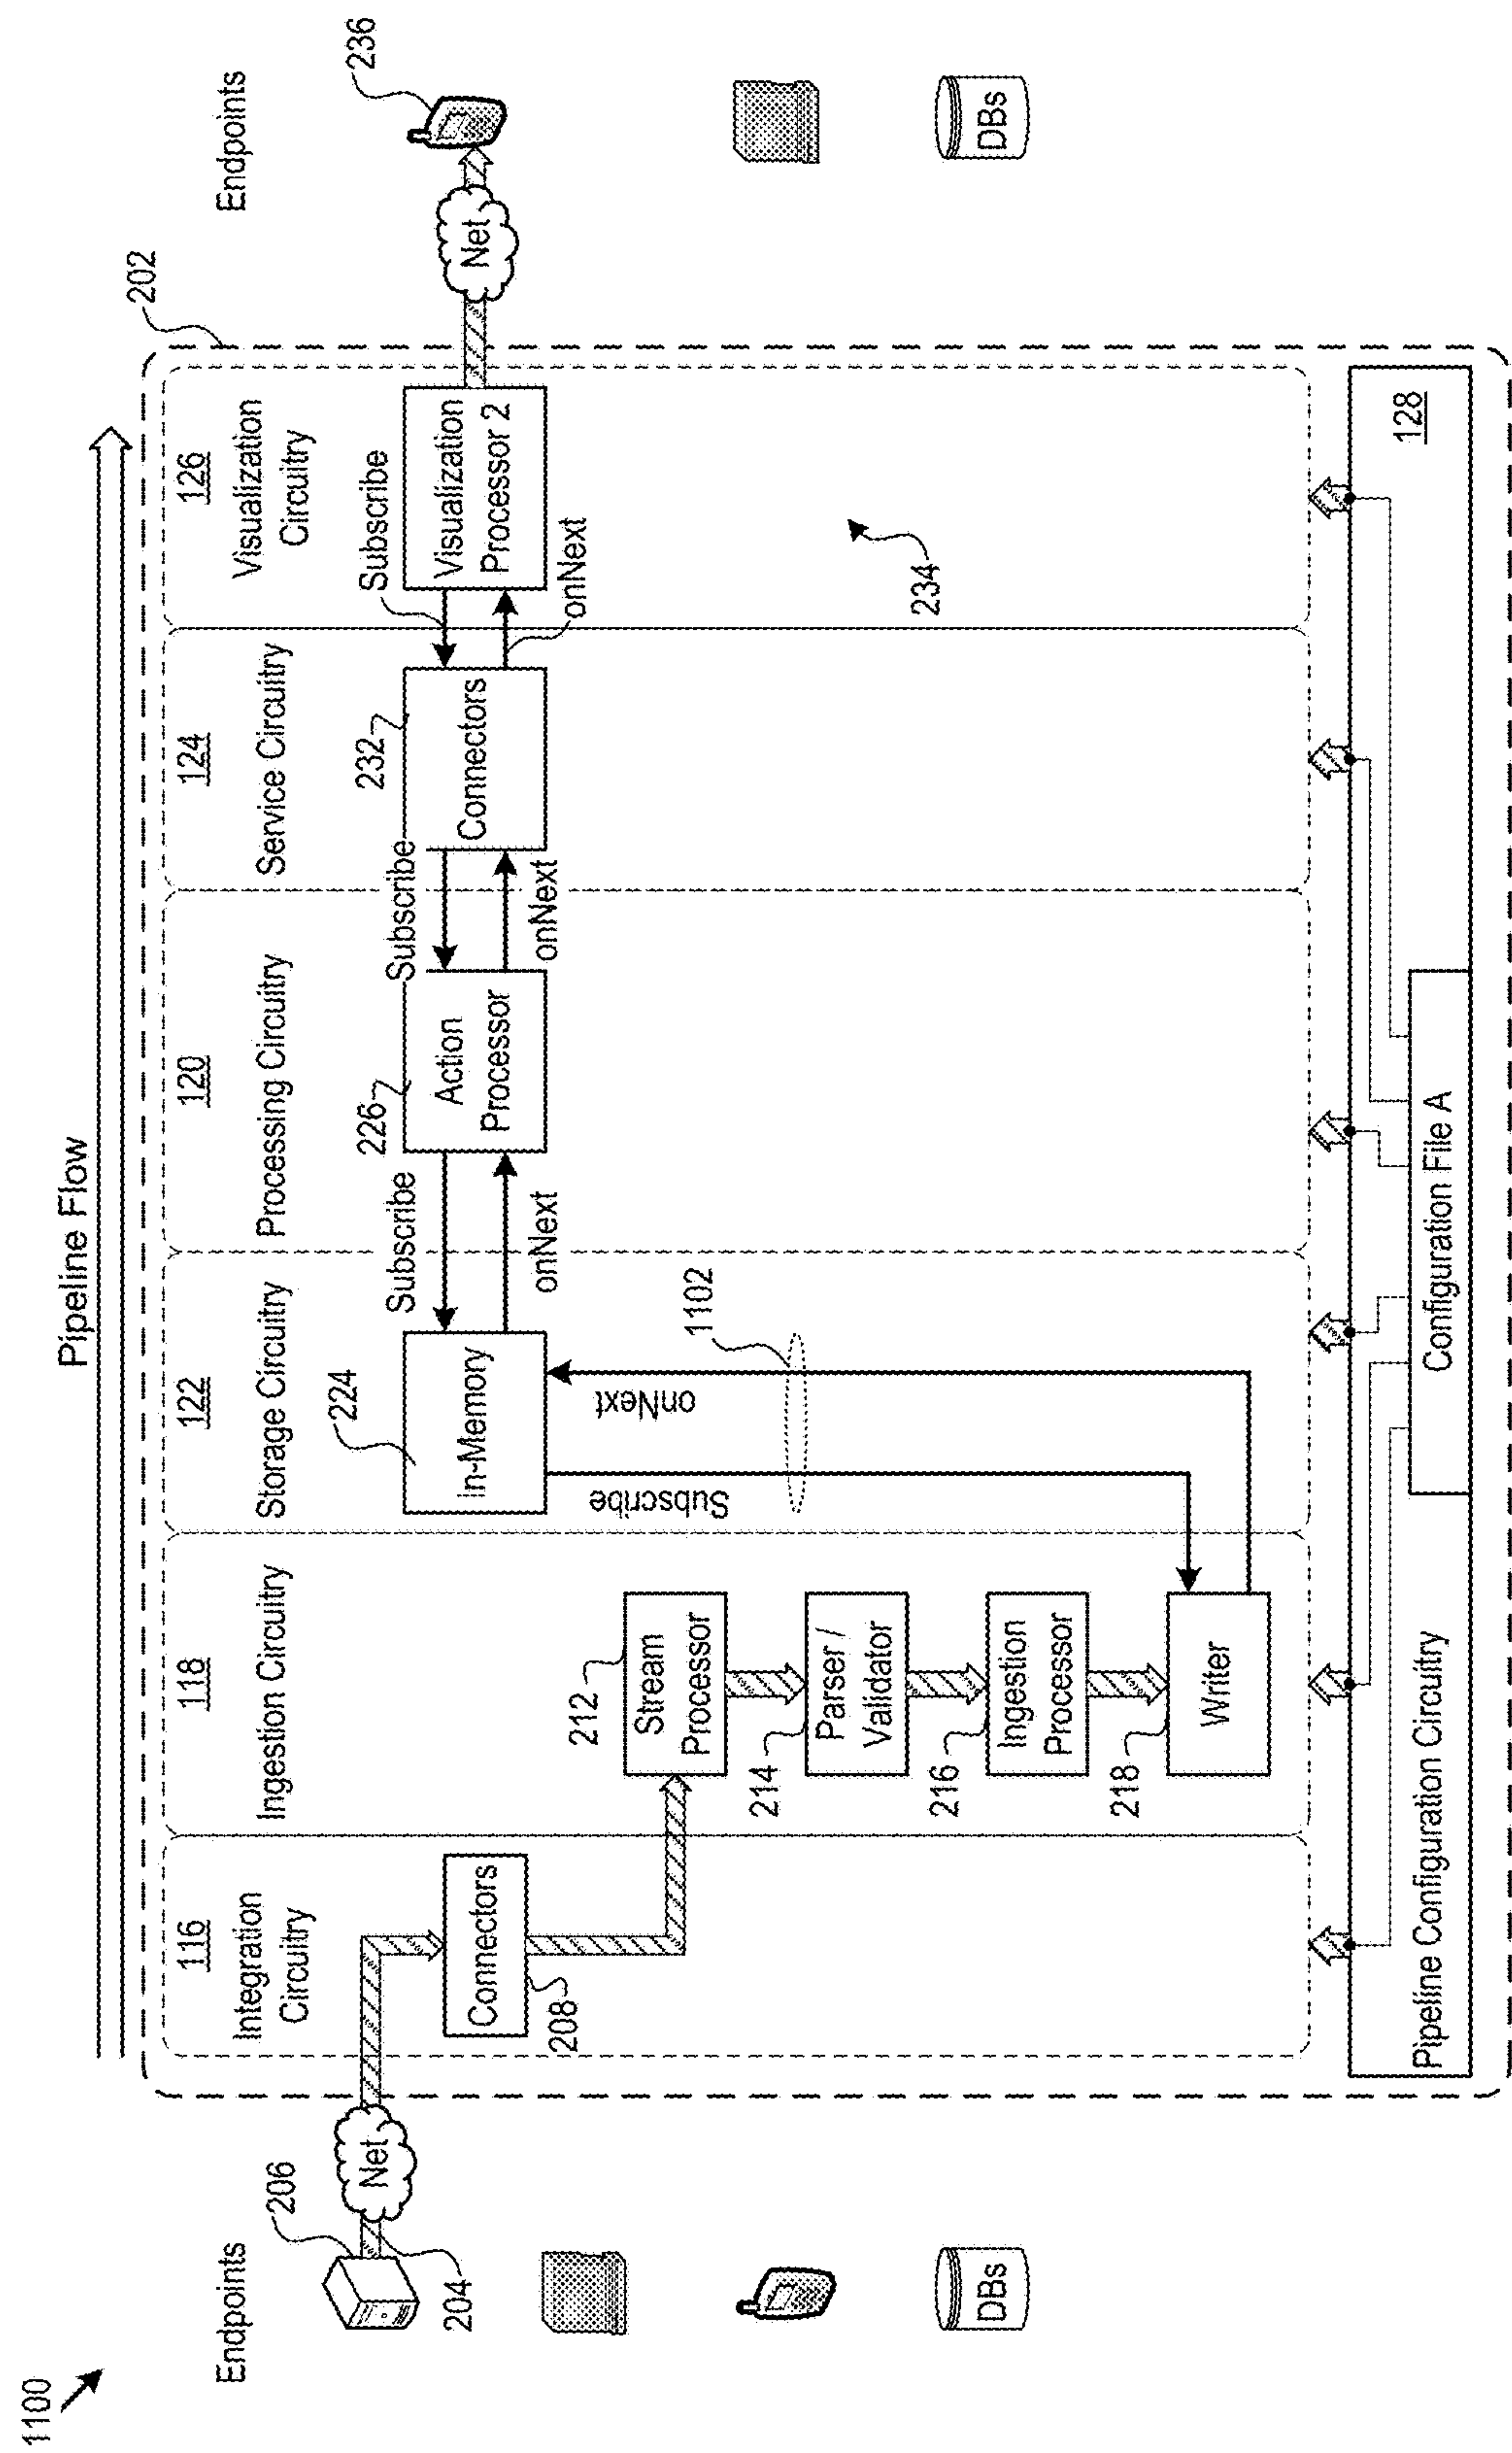 1100
Pipeline Flow
202
Endpoints
206
204
Net
DBs
116
Integration
Circuitry
Connectors
208
118
Ingestion Circuitry
212
Stream
Processor
214
Parser /
Validator
216
Ingestion
Processor
218
Writer
122
Storage Circuitry
224
In-Memory
Subscribe
onNext
1102
Subscribe
onNext
120
Processing Circuitry
226
Action
Processor
Subscribe
onNext
124
Service Circuitry
232
Connectors
Subscribe
onNext
126
Visualization
Circuitry
Visualization
Processor 2
234
Endpoints
236
Net
DBs
Pipeline Configuration Circuitry
Configuration File A
128